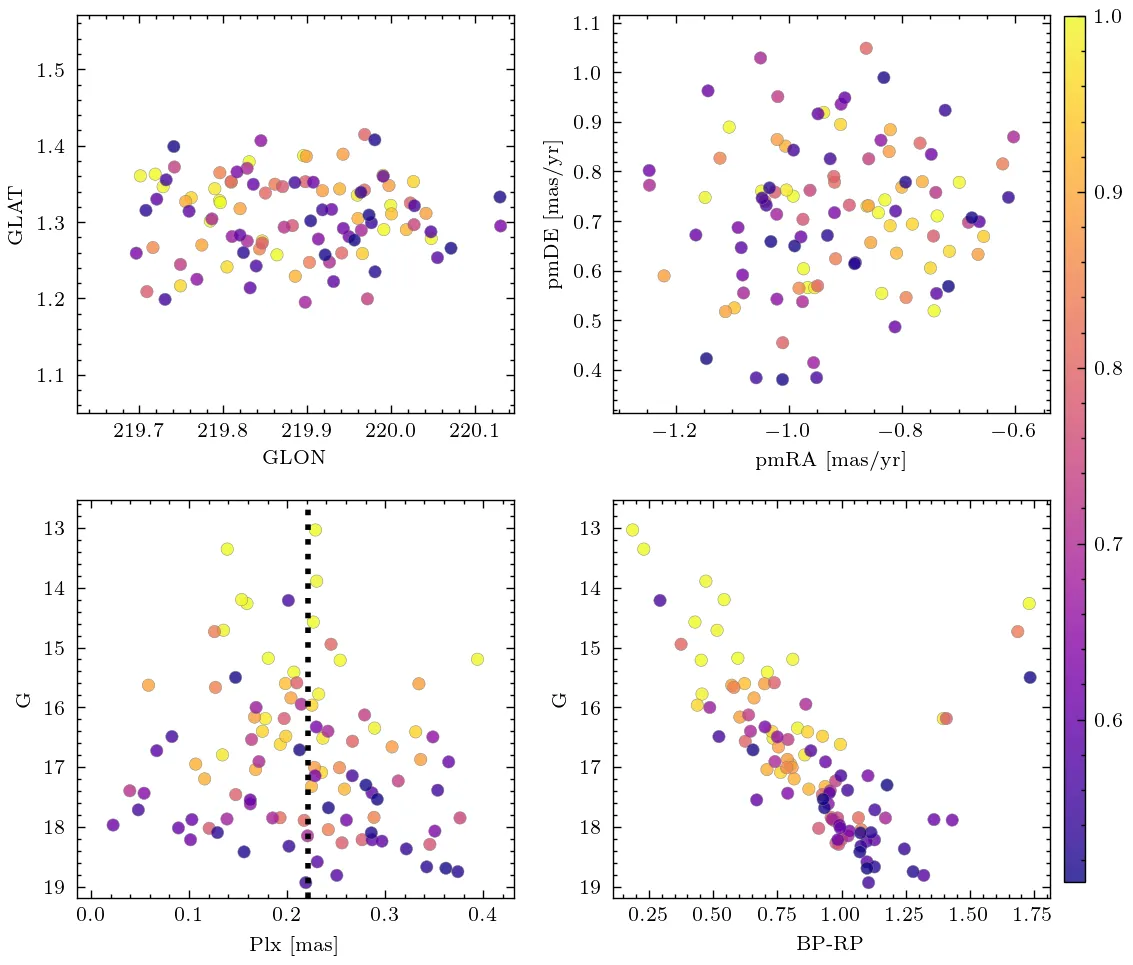 1.5
1.4
1.3
1.2
1.1
GLAT
219.7 219.8 219.9 220.0 220.1
GLON
1.1
1.0
0.9
0.8
0.7
0.6
0.5
0.4
pmDE [mas/yr]
−1.2 −1.0 −0.8 −0.6
pmRA [mas/yr]
1.0
0.9
0.8
0.7
0.6
13
14
15
16
17
18
19
G
0.0 0.1 0.2 0.3 0.4
Plx [mas]
13
14
15
16
17
18
19
G
0.25 0.50 0.75 1.00 1.25 1.50 1.75
BP-RP